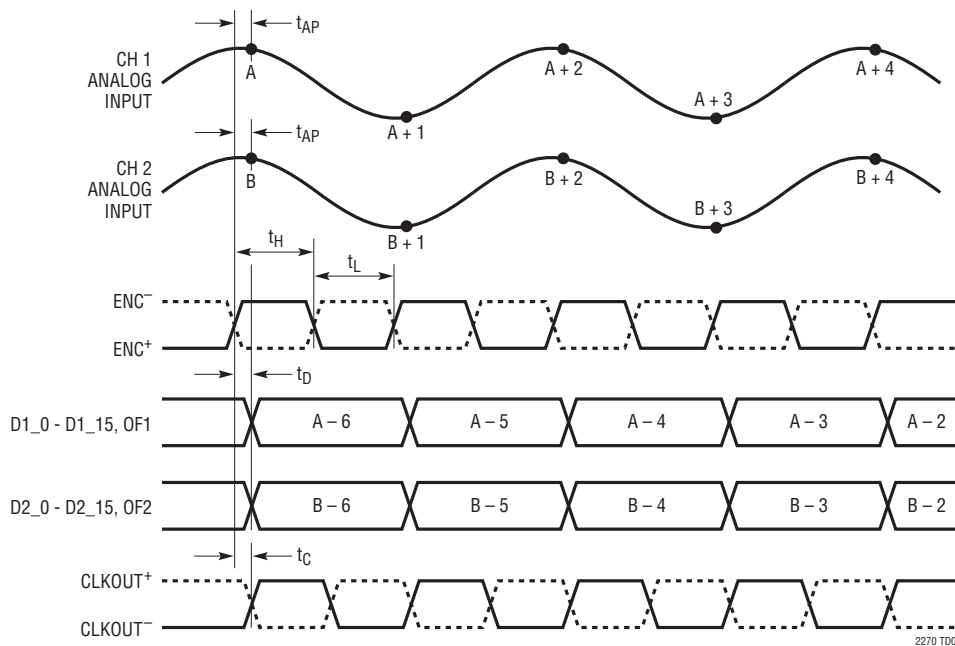 tAP
CH 1
ANALOG
INPUT
A
A + 1
A + 2
A + 3
A + 4
tAP
CH 2
ANALOG
INPUT
B
B + 1
B + 2
B + 3
B + 4
tH
tL
ENC–
ENC+
tD
D1_0 - D1_15, OF1
A – 6
A – 5
A – 4
A – 3
A – 2
D2_0 - D2_15, OF2
B – 6
B – 5
B – 4
B – 3
B – 2
tC
CLKOUT+
CLKOUT–
2270 TD0